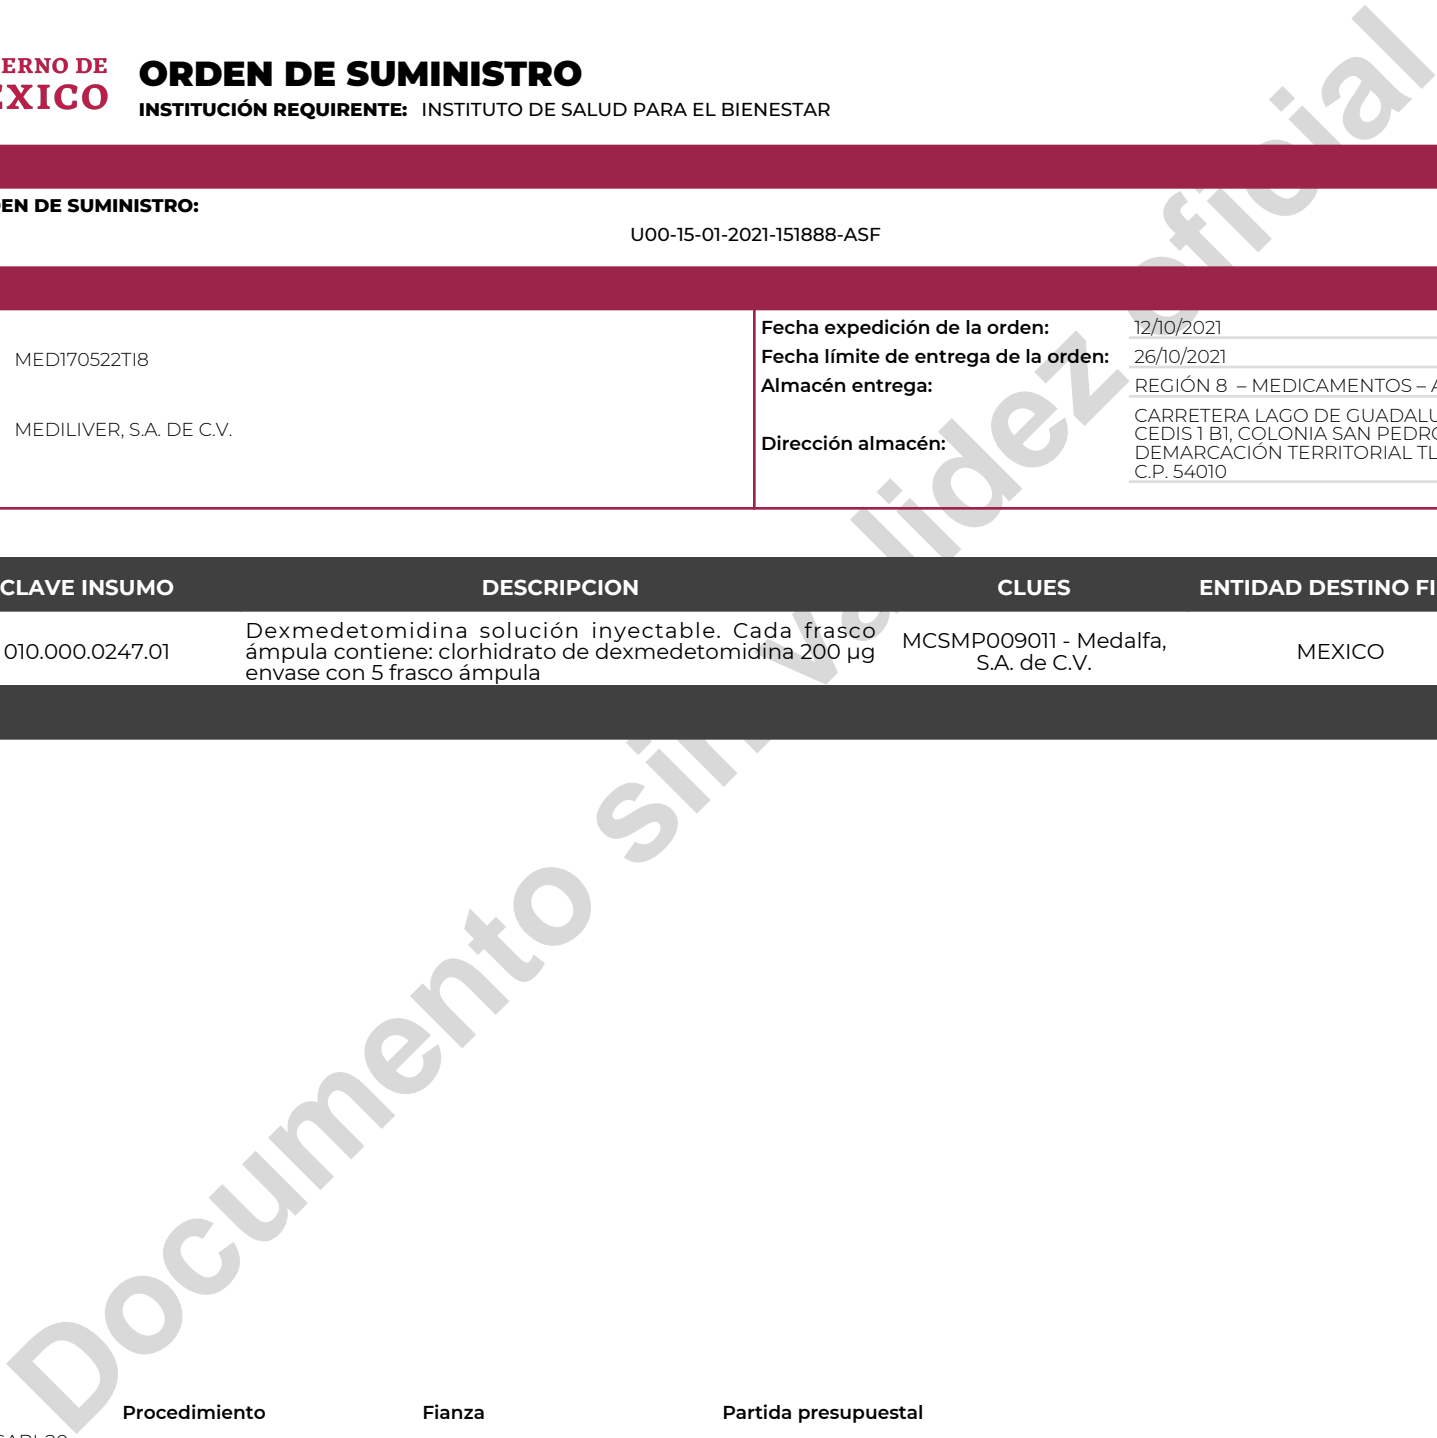 ERNO DE
EXICO
ORDEN DE SUMINISTRO
INSTITUCIÓN REQUIRENTE: INSTITUTO DE SALUD PARA EL BIENESTAR
EN DE SUMINISTRO:
U00-15-01-2021-151888-ASF
MED170522TI8
MEDILIVER, S.A. DE C.V.
Fecha expedición de la orden: 12/10/2021
Fecha límite de entrega de la orden: 26/10/2021
Almacén entrega: REGIÓN 8 – MEDICAMENTOS – A
Dirección almacén:
CARRETERA LAGO DE GUADALU
CEDIS 1 B1, COLONIA SAN PEDRO
DEMARCACIÓN TERRITORIAL TL
C.P. 54010
CLAVE INSUMO DESCRIPCION CLUES ENTIDAD DESTINO FI
010.000.0247.01
Dexmedetomidina solución inyectable. Cada frasco
ámpula contiene: clorhidrato de dexmedetomidina 200 µg
envase con 5 frasco ámpula
MCSMP009011 - Medalfa,
S.A. de C.V.
MEXICO
Documento sin validez oficial
Procedimiento Fianza Partida presupuestal